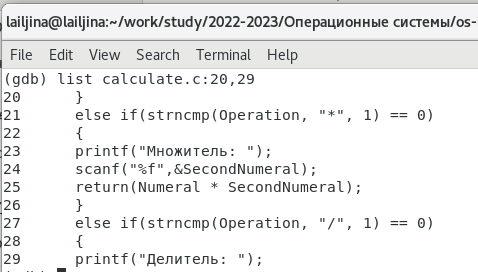 lailjina@lailjina:~/work/study/2022-2023/Операционные системы/os-
File Edit View Search Terminal Help
(gdb) list calculate.c:20,29
20      }
21      else if(strncmp(Operation, "*", 1) == 0)
22      {
23      printf("Множитель: ");
24      scanf("%f",&SecondNumeral);
25      return(Numeral * SecondNumeral);
26      }
27      else if(strncmp(Operation, "/", 1) == 0)
28      {
29      printf("Делитель: ");